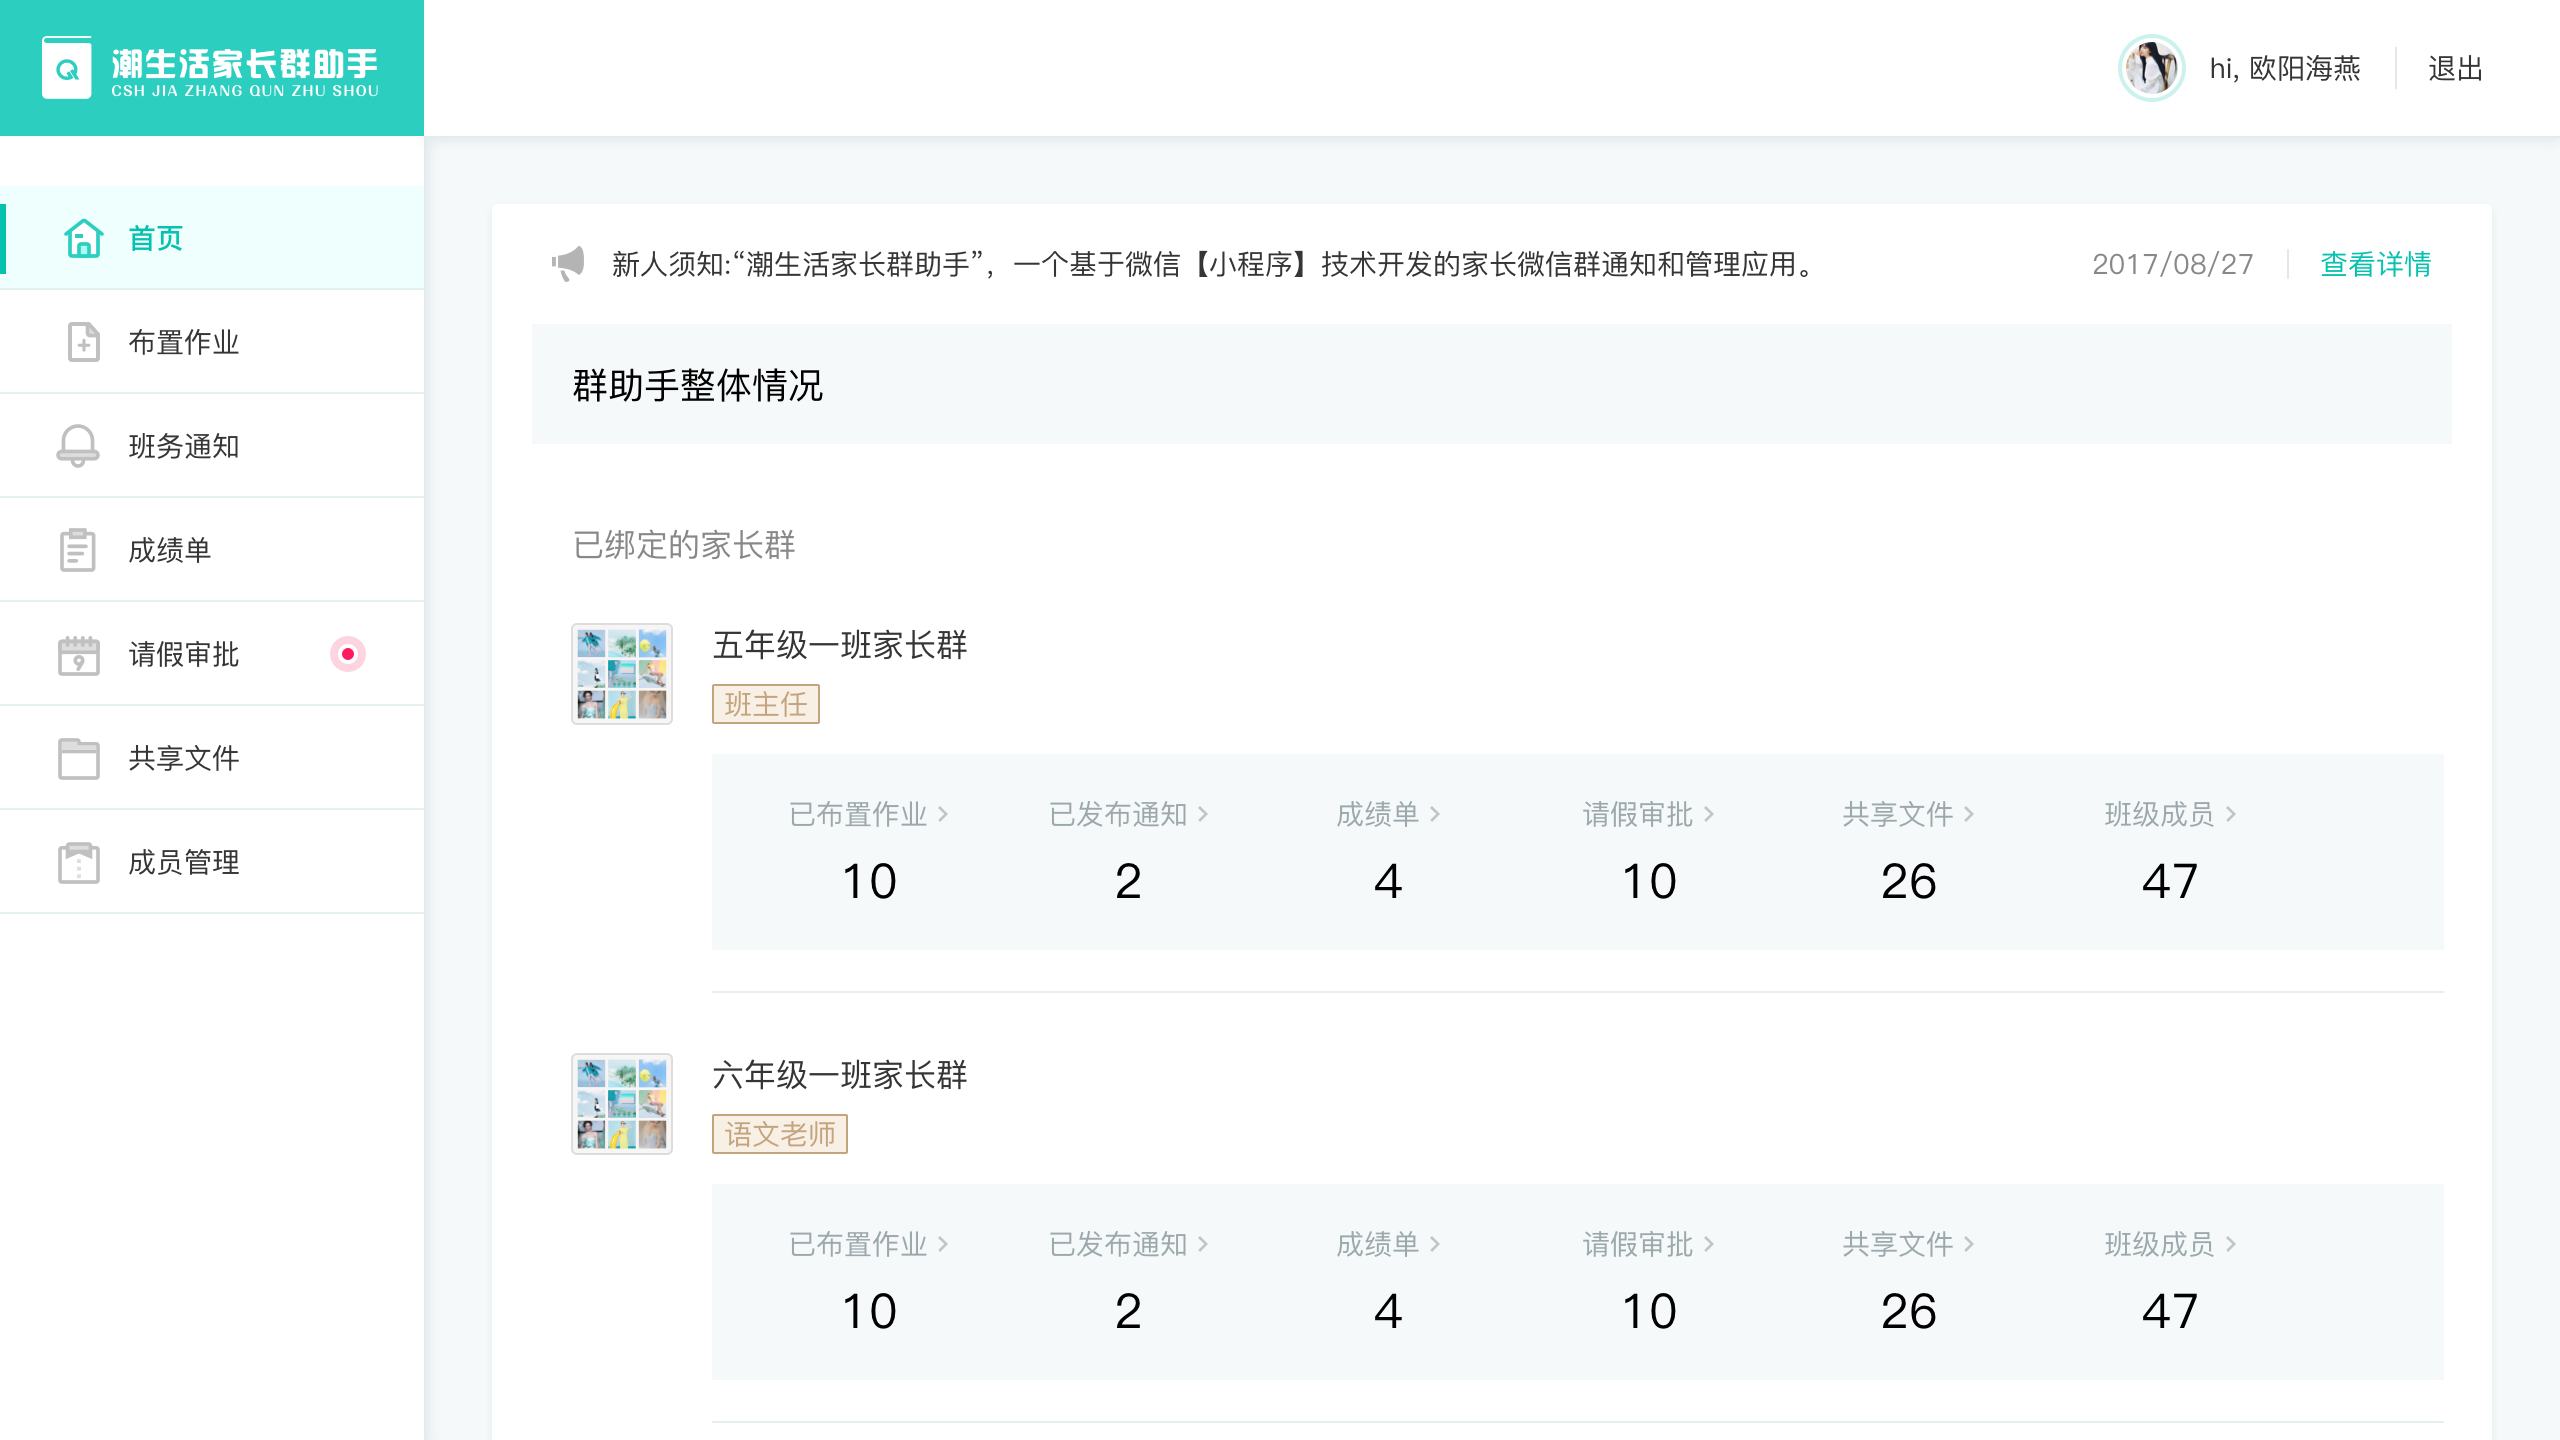 潮生活家长群助手
CSH JIA ZHANG QUN ZHU SHOU
hi, 欧阳海燕
退出
首页
布置作业
班务通知
成绩单
请假审批
共享文件
成员管理
新人须知:“潮生活家长群助手”，一个基于微信【小程序】技术开发的家长微信群通知和管理应用。
2017/08/27
查看详情
群助手整体情况
已绑定的家长群
五年级一班家长群
班主任
已布置作业 已发布通知 成绩单 请假审批 共享文件 班级成员
10 2 4 10 26 47
六年级一班家长群
语文老师
已布置作业 已发布通知 成绩单 请假审批 共享文件 班级成员
10 2 4 10 26 47